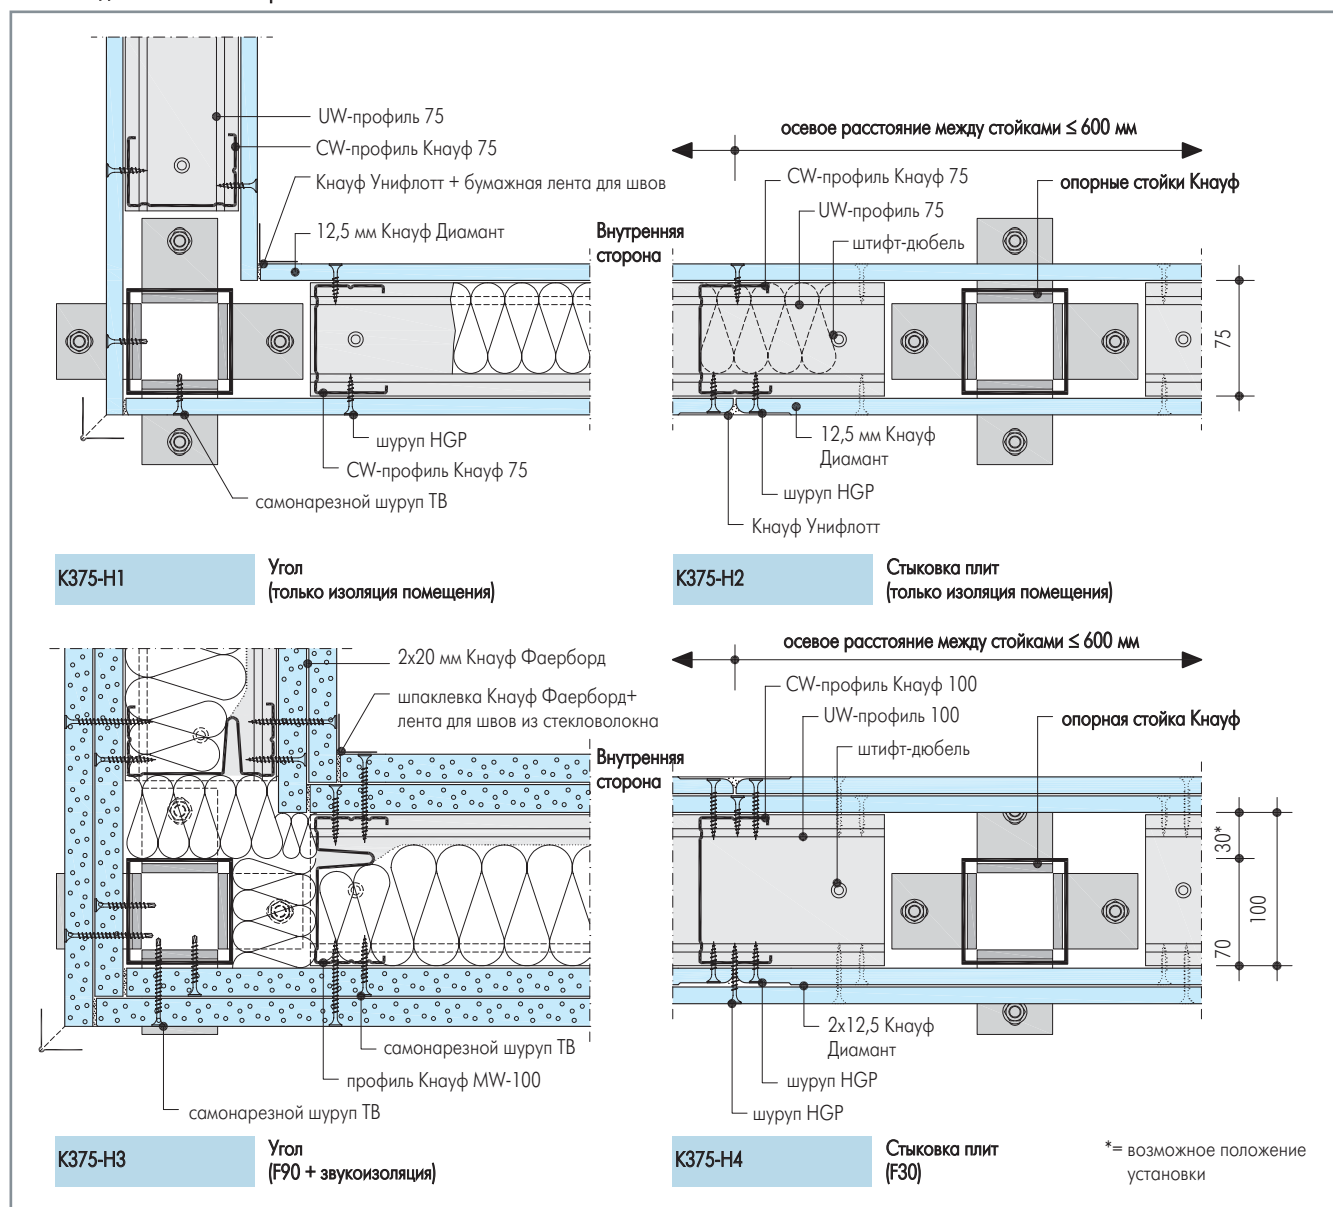 UW-профиль 75
CW-профиль Кнауф 75
Кнауф Унифлотт + бумажная лента для швов
12,5 мм Кнауф Диамант
Внутренняя
сторона
шуруп HGP
CW-профиль Кнауф 75
самонарезной шуруп ТВ
K375-H1
Угол
(только изоляция помещения)
осевое расстояние между стойками ≤ 600 мм
CW-профиль Кнауф 75
опорные стойки Кнауф
UW-профиль 75
штифт-дюбель
75
12,5 мм Кнауф
Диамант
шуруп HGP
Кнауф Унифлотт
K375-H2
Стыковка плит
(только изоляция помещения)
2x20 мм Кнауф Фаерборд
шпаклевка Кнауф Фаерборд+
лента для швов из стекловолокна
Внутренняя
сторона
самонарезной шуруп ТВ
профиль Кнауф MW-100
самонарезной шуруп ТВ
K375-H3
Угол
(F90 + звукоизоляция)
осевое расстояние между стойками ≤ 600 мм
CW-профиль Кнауф 100
UW-профиль 100
опорная стойка Кнауф
штифт-дюбель
30*
100
70
2x12,5 Кнауф
Диамант
шуруп HGP
шуруп HGP
K375-H4
Стыковка плит
(F30)
*= возможное положение
установки